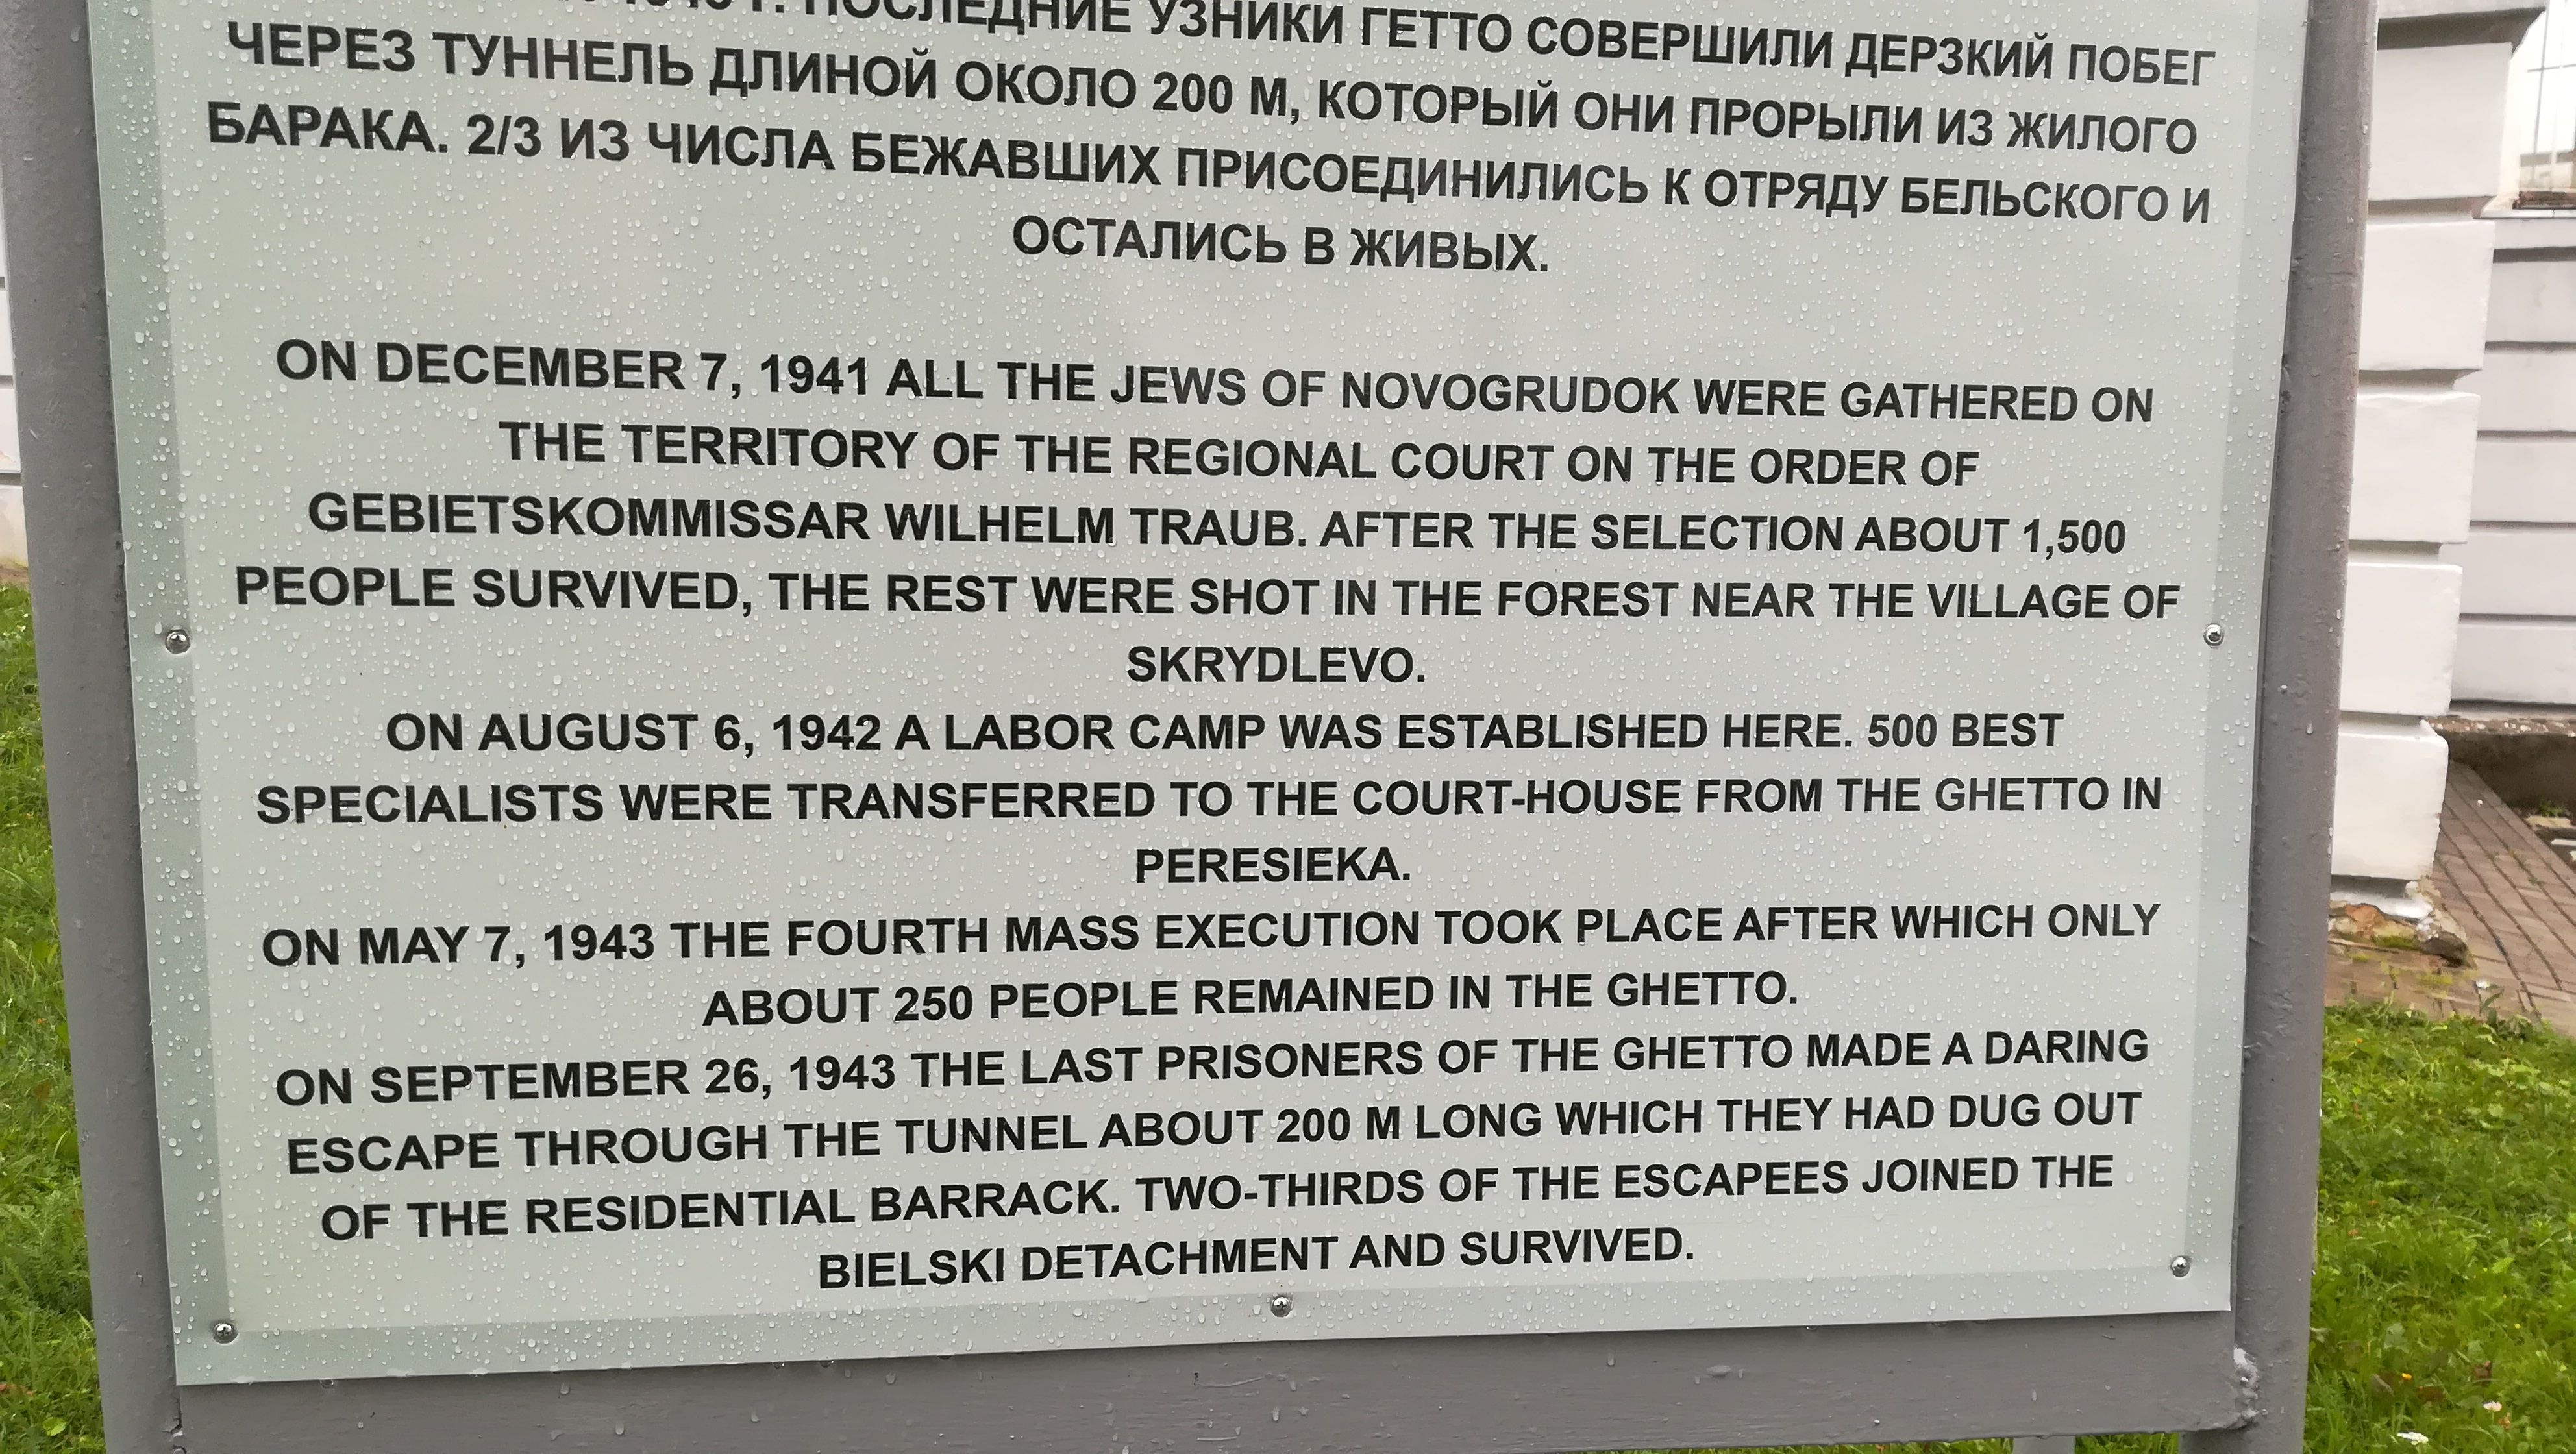 ПОСЛЕДНИЕ УЗНИКИ ГЕТТО СОВЕРШИЛИ ДЕРЗКИЙ ПОБЕГ
ЧЕРЕЗ ТУННЕЛЬ ДЛИНОЙ ОКОЛО 200 М, КОТОРЫЙ ОНИ ПРОРЫЛИ ИЗ ЖИЛОГО
БАРАКА. 2/3 ИЗ ЧИСЛА БЕЖАВШИХ ПРИСОЕДИНИЛИСЬ К ОТРЯДУ БЕЛЬСКОГО И
ОСТАЛИСЬ В ЖИВЫХ.
ON DECEMBER 7, 1941 ALL THE JEWS OF NOVOGRUDOK WERE GATHERED ON
THE TERRITORY OF THE REGIONAL COURT ON THE ORDER OF
GEBIETSKOMMISSAR WILHELM TRAUB. AFTER THE SELECTION ABOUT 1,500
PEOPLE SURVIVED, THE REST WERE SHOT IN THE FOREST NEAR THE VILLAGE OF
SKRYDLEVO.
ON AUGUST 6, 1942 A LABOR CAMP WAS ESTABLISHED HERE. 500 BEST
SPECIALISTS WERE TRANSFERRED TO THE COURT-HOUSE FROM THE GHETTO IN
PERESIEKA.
ON MAY 7, 1943 THE FOURTH MASS EXECUTION TOOK PLACE AFTER WHICH ONLY
ABOUT 250 PEOPLE REMAINED IN THE GHETTO.
ON SEPTEMBER 26, 1943 THE LAST PRISONERS OF THE GHETTO MADE A DARING
ESCAPE THROUGH THE TUNNEL ABOUT 200 M LONG WHICH THEY HAD DUG OUT
OF THE RESIDENTIAL BARRACK. TWO-THIRDS OF THE ESCAPEES JOINED THE
BIELSKI DETACHMENT AND SURVIVED.